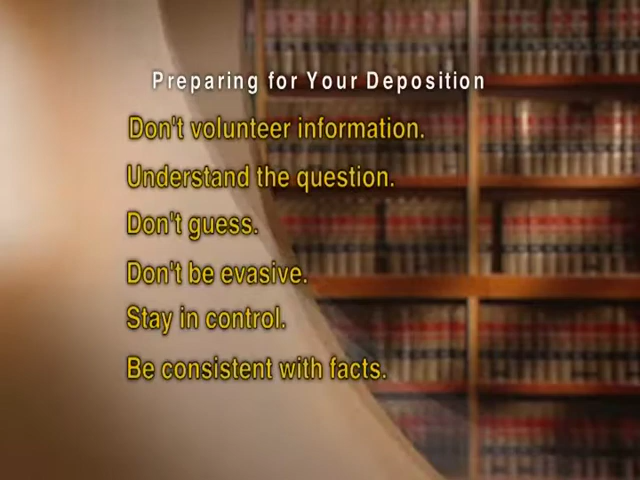 Preparing for Your Deposition
Don't volunteer information.
Understand the question.
Don't guess.
Don't be evasive.
Stay in control.
Be consistent with facts.